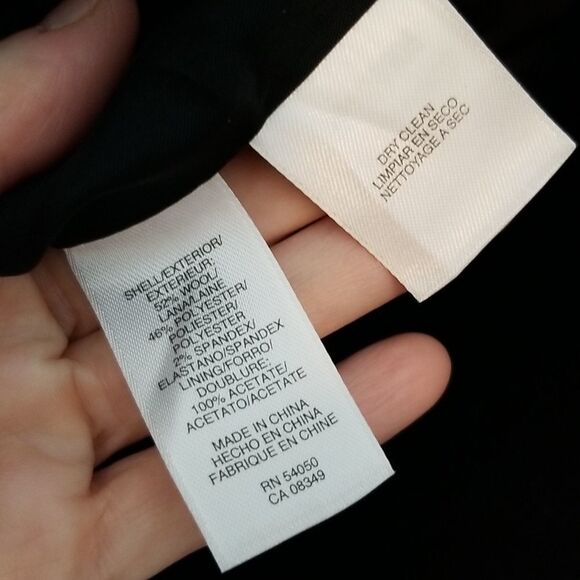 SHELL/EXTERIOR/
EXTERIEUR:
52% WOOL/
LANA/LAINE
46% POLYESTER/
POLIESTER/
POLYESTER
2% SPANDEX/
ELASTANO/SPANDEX
LINING/FORRO/
DOUBLURE:
100% ACETATE/
ACETATO/ACETATE
MADE IN CHINA
HECHO EN CHINA
FABRIQUE EN CHINE
RN 54050
CA 08349
DRY CLEAN
LIMPIAR EN SECO
NETTOYAGE A SEC